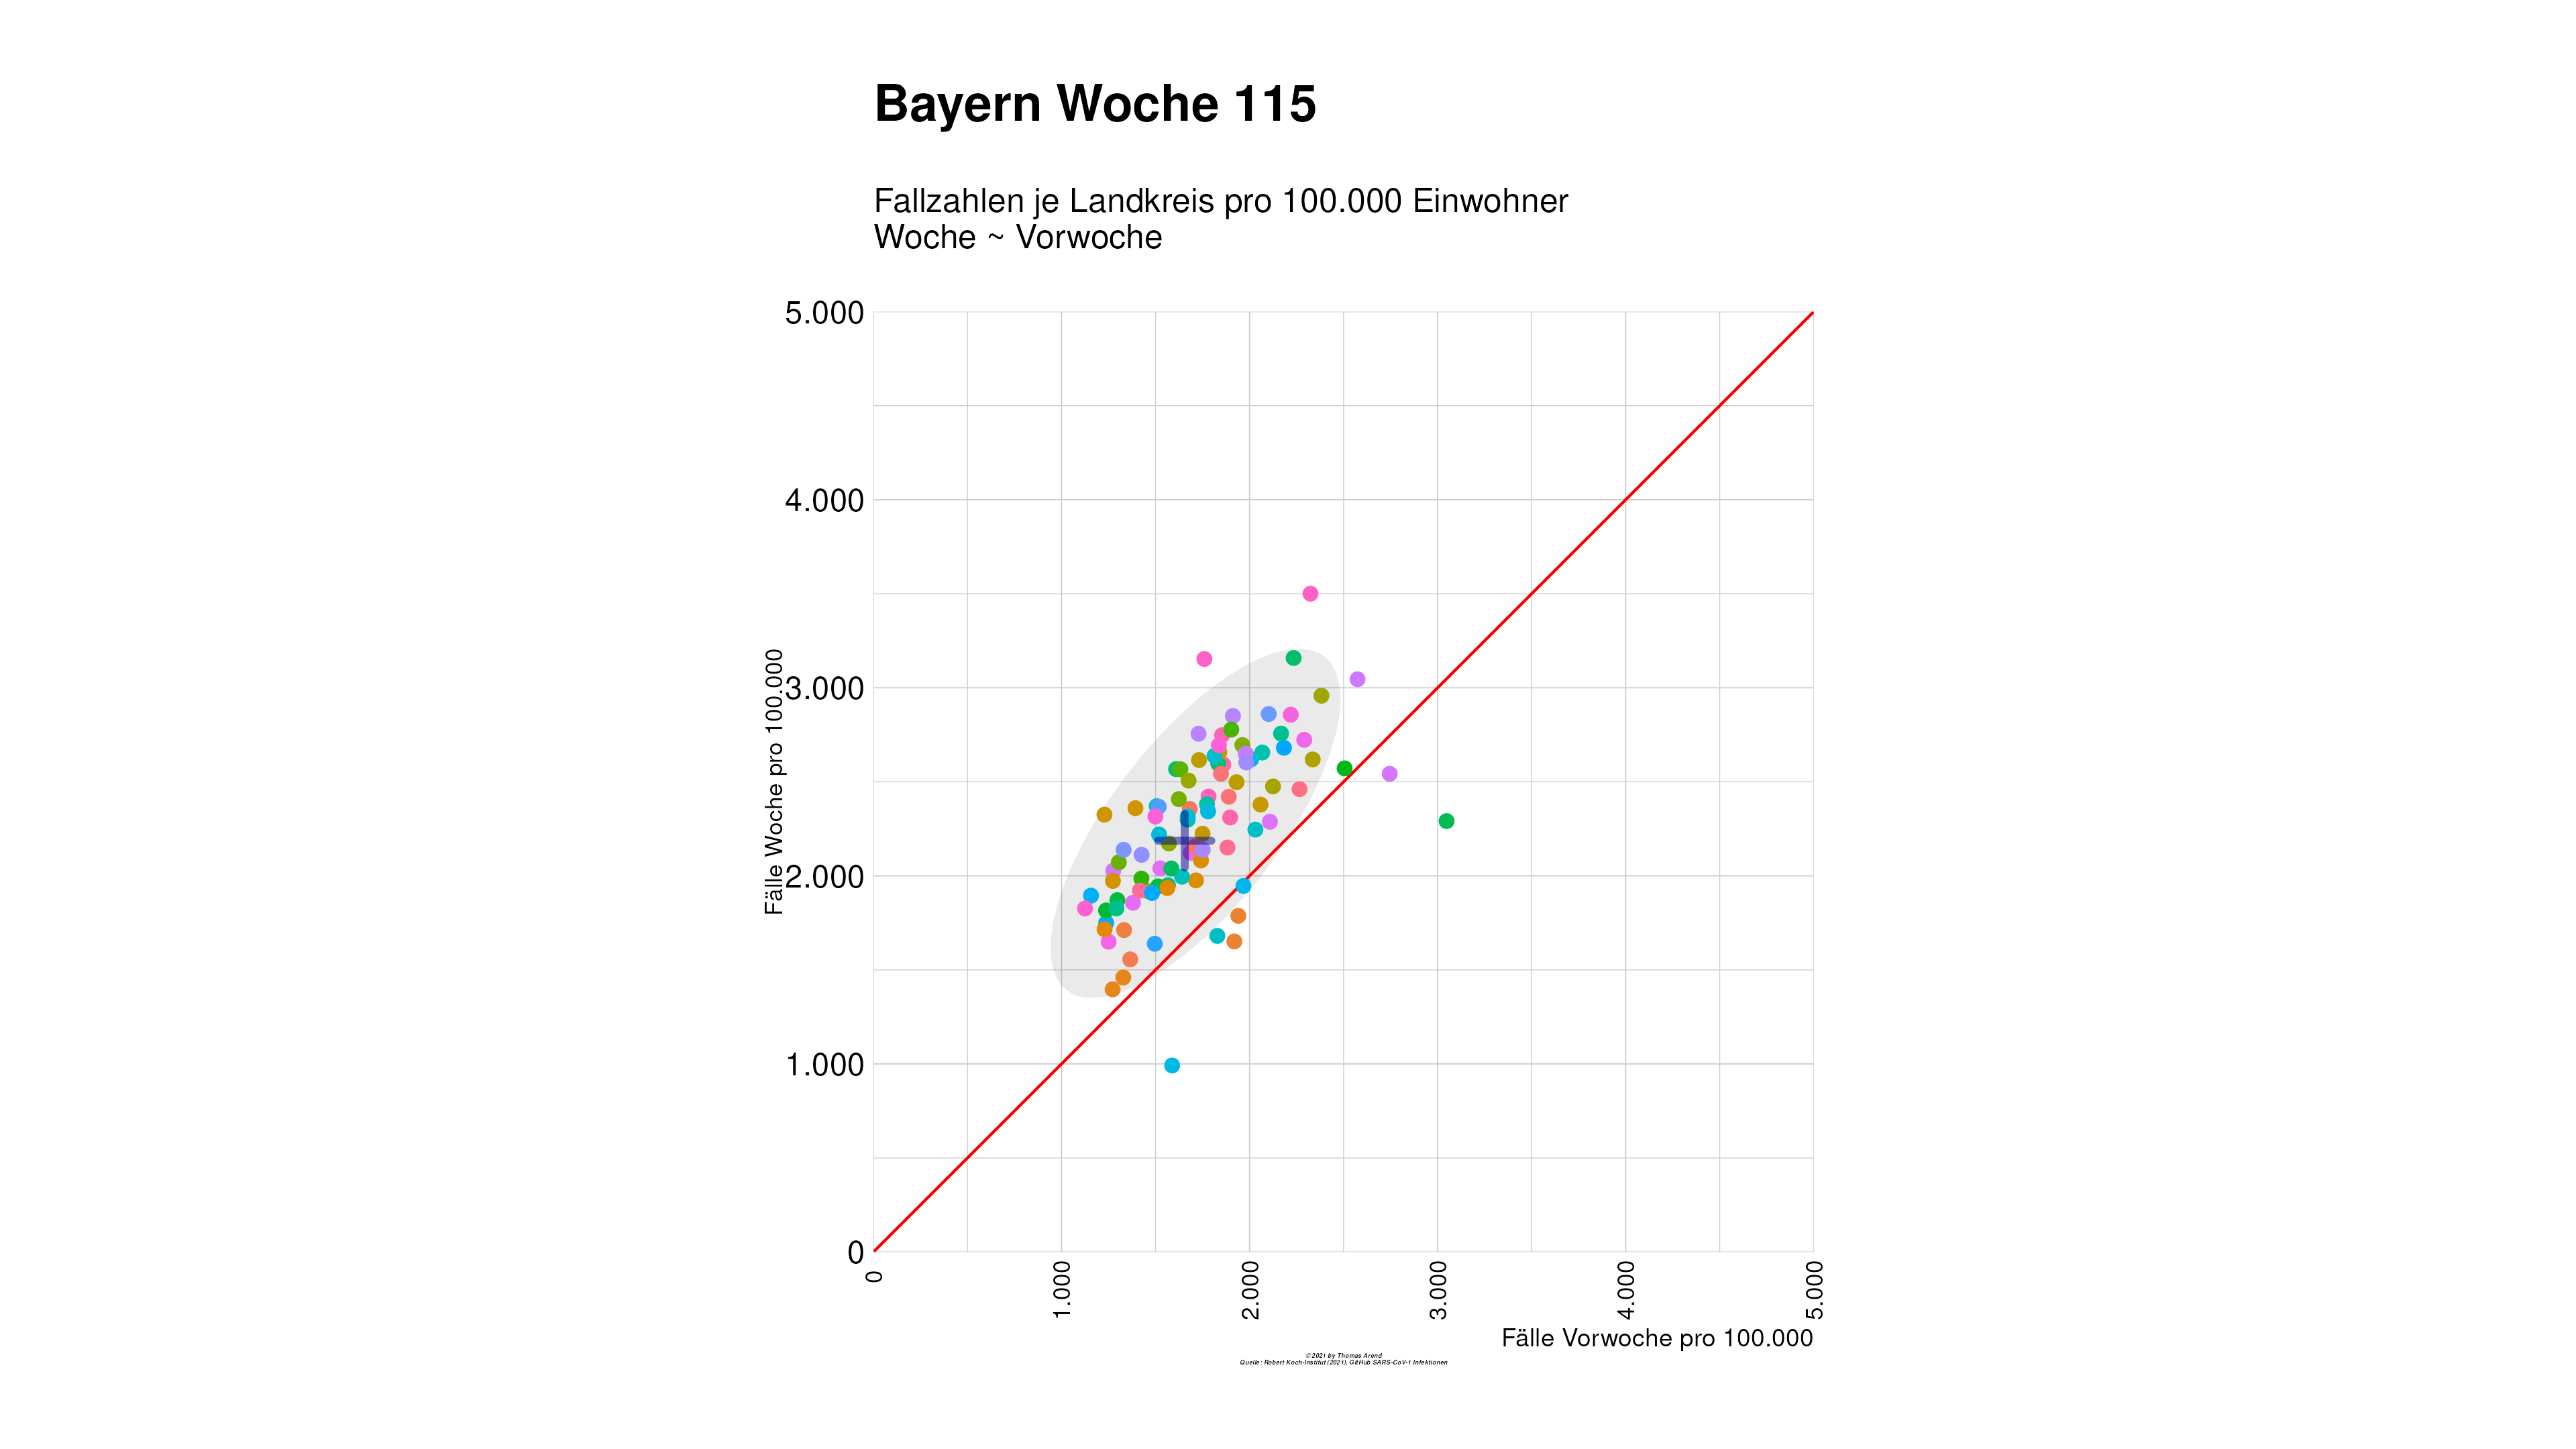 Bayern Woche 115
Fallzahlen je Landkreis pro 100.000 Einwohner
Woche ~ Vorwoche
Fälle Woche pro 100.000
5.000
4.000
3.000
2.000
1.000
0
0
1.000
2.000
3.000
4.000
5.000
Fälle Vorwoche pro 100.000
© 2021 by Thomas Arend
Quelle: Robert Koch-Institut (2021), GitHub SARS-CoV-1 Infektionen